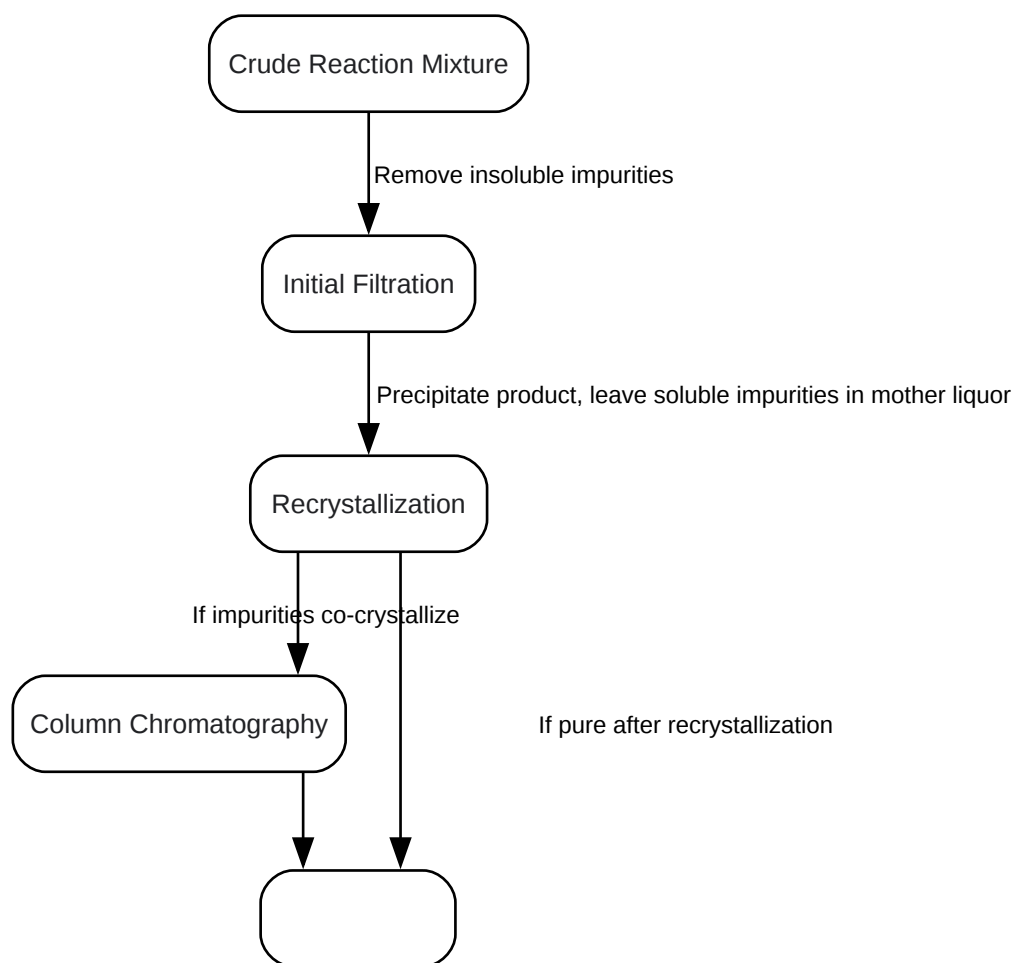 Crude Reaction Mixture
Remove insoluble impurities
Initial Filtration
Precipitate product, leave soluble impurities in mother liquor
Recrystallization
If impurities co-crystallize
Column Chromatography
If pure after recrystallization